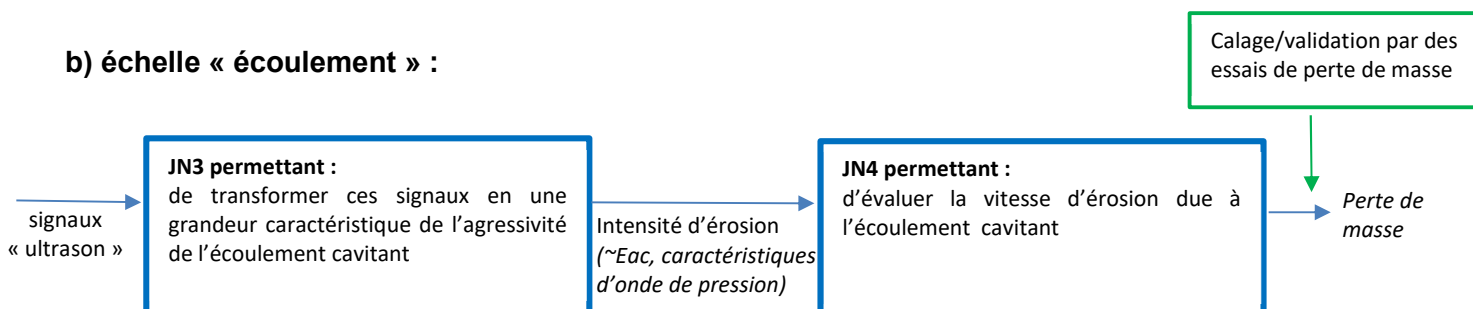 b) échelle « écoulement » :
Calage/validation par des
essais de perte de masse
signaux
« ultrason »
JN3 permettant :
de transformer ces signaux en une
grandeur caractéristique de l’agressivité
de l’écoulement cavitant
Intensité d’érosion
(~Eac, caractéristiques
d’onde de pression)
JN4 permettant :
d’évaluer la vitesse d’érosion due à
l’écoulement cavitant
Perte de
masse